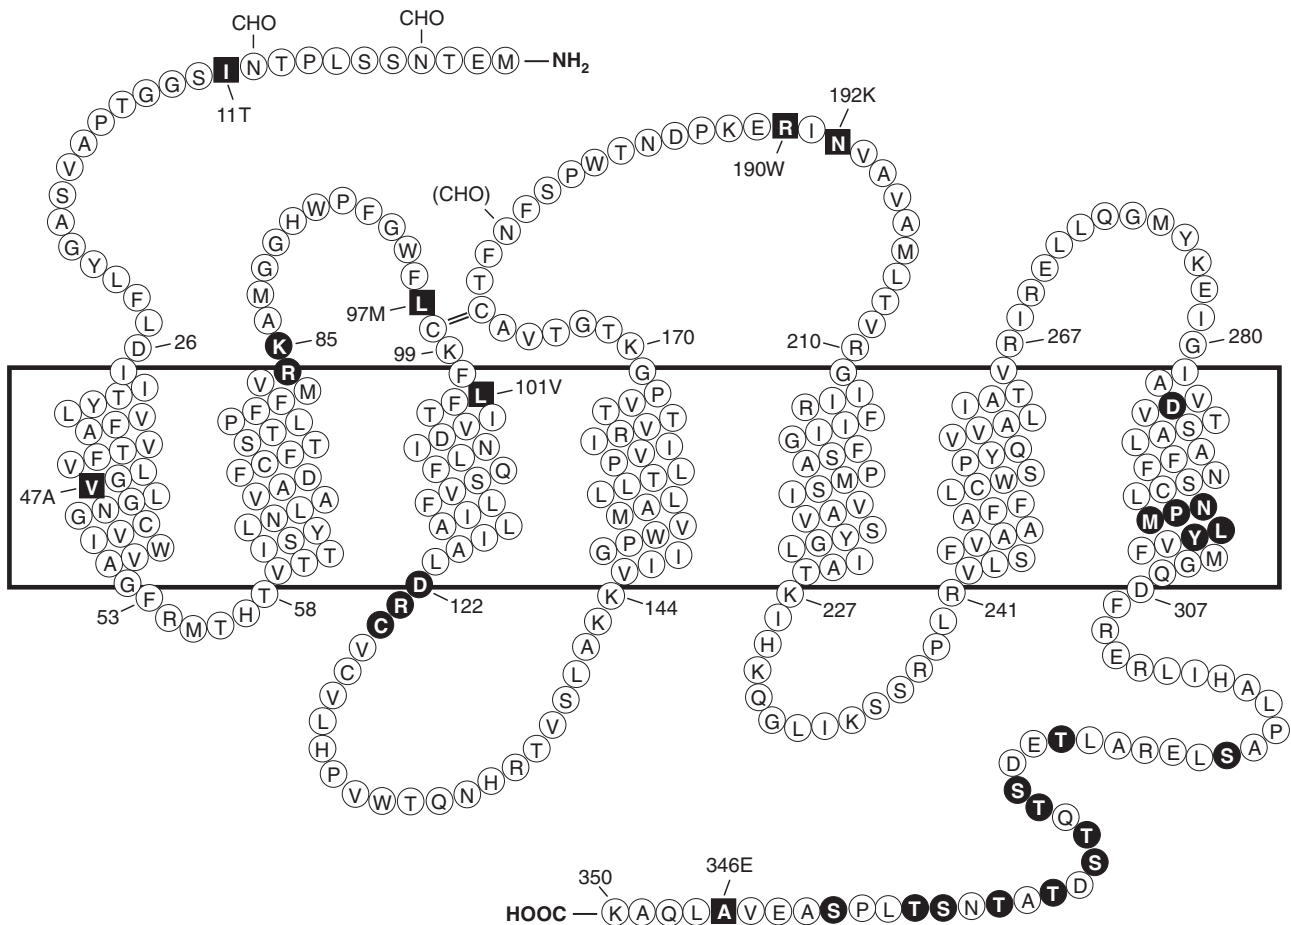 CHO
CHO
I N T P L S S N T E M — NH₂
11T
S G G T P A V S A G Y L F L D
26
I
L Y T I
A F V
V F T V
47A
V G L
G N G L
I V C
A V W
G
53
F R M T H T
58
K R
85
A M G G G H W P F G W F L
97M
C K
99
V F M
P F T L
S C F T
F V A D
L N L A
I S Y
V T T
F
L
101V
T F V I
I D L N
F V S Q
F A I L
L A I L
D R C
122
V C V L H P V W T Q N H R T V S L A K K
144
V I I
G P W V
M A L
L L T L
P V I
I R V T
T V P
G
K
170
T G T V A C
T F N F S P W T N D P K E R I N
(CHO)
190W
192K
V A V A M L T V R
210
G
R I I
G I I F
A S F
I S M P
V A V
L G Y S
T A I
K
227
I H K Q G L I K S S R P L R
241
V L S
F V A A
A F F
L C W S
P Y Q
V V A L
I A T
V
R
267
I R E L L Q G M Y K E I G
280
I
A D V
V A S T
L F F A
L C S N
M P N
F V Y L
Q G M
D
307
F R E R L I H A L P A S L E R A L T E D S T Q T S D T A T N S T L P S A E V A L Q A K
346E
350
HOOC